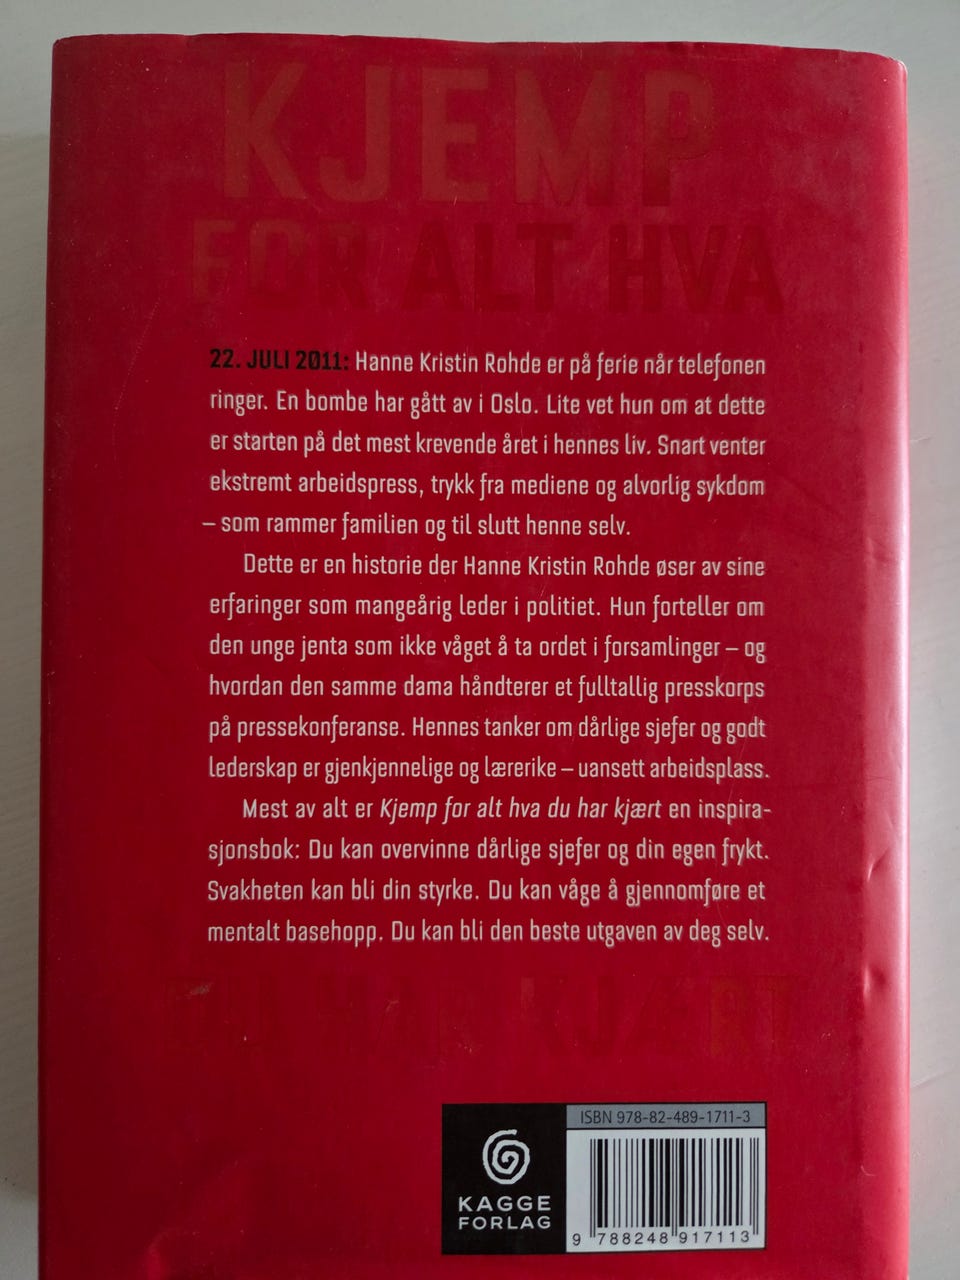 KJEMP
FOR ALT HVA
22. JULI 2011: Hanne Kristin Rohde er på ferie når telefonen
ringer. En bombe har gått av i Oslo. Lite vet hun om at dette
er starten på det mest krevende året i hennes liv. Snart venter
ekstremt arbeidspress, trykk fra mediene og alvorlig sykdom
– som rammer familien og til slutt henne selv.
Dette er en historie der Hanne Kristin Rohde øser av sine
erfaringer som mangeårig leder i politiet. Hun forteller om
den unge jenta som ikke våget å ta ordet i forsamlinger – og
hvordan den samme dama håndterer et fulltallig presskorps
på pressekonferanse. Hennes tanker om dårlige sjefer og godt
lederskap er gjenkjennelige og lærerike – uansett arbeidsplass.
Mest av alt er Kjemp for alt hva du har kjært en inspira-
sjonsbok: Du kan overvinne dårlige sjefer og din egen frykt.
Svakheten kan bli din styrke. Du kan våge å gjennomføre et
mentalt basehopp. Du kan bli den beste utgaven av deg selv.
DU HAR KJÆRT
ISBN 978-82-489-1711-3
KAGGE
FORLAG
9 788248 917113